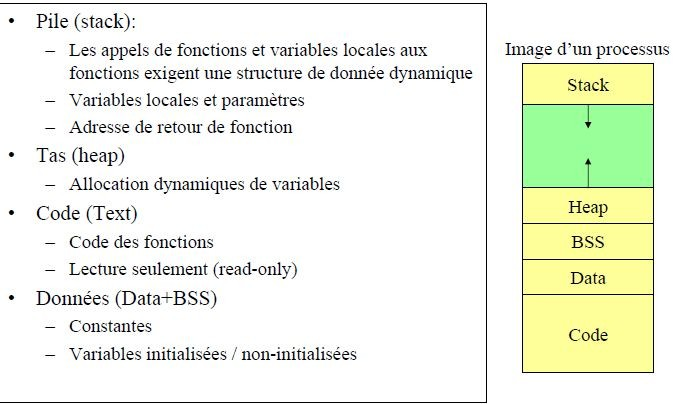 • Pile (stack):
– Les appels de fonctions et variables locales aux
fonctions exigent une structure de donnée dynamique
– Variables locales et paramètres
– Adresse de retour de fonction
• Tas (heap)
– Allocation dynamiques de variables
• Code (Text)
– Code des fonctions
– Lecture seulement (read-only)
• Données (Data+BSS)
– Constantes
– Variables initialisées / non-initialisées
Image d’un processus
Stack
Heap
BSS
Data
Code